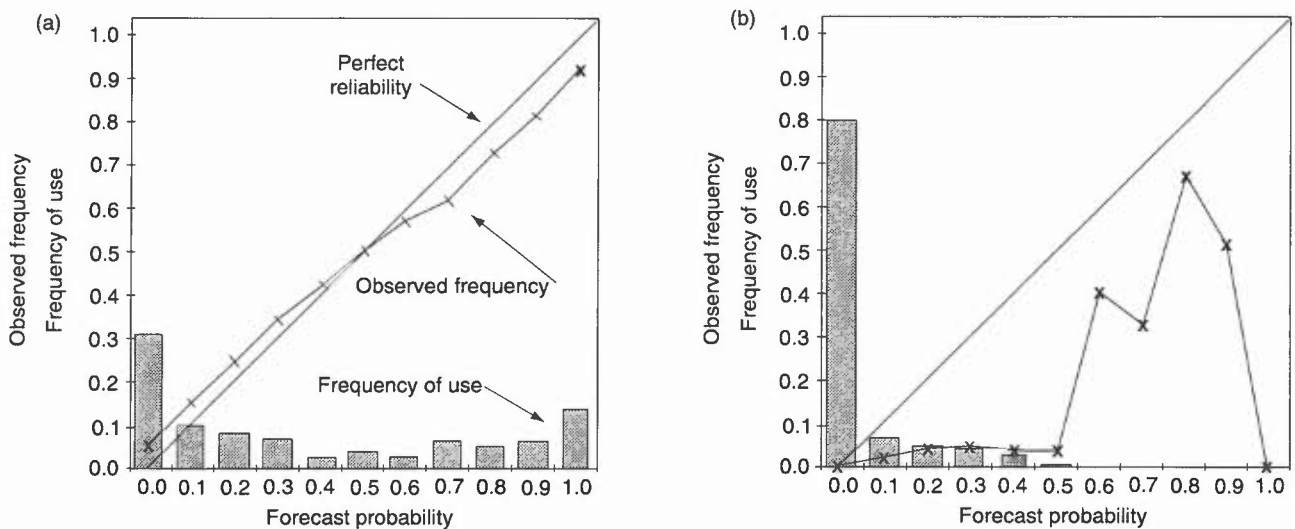 (a)
1.0
0.9
0.8
0.7
0.6
0.5
0.4
0.3
0.2
0.1
0.0
Observed frequency
Frequency of use
Perfect
reliability
Observed frequency
Frequency of use
0.0 0.1 0.2 0.3 0.4 0.5 0.6 0.7 0.8 0.9 1.0
Forecast probability
(b)
1.0
0.9
0.8
0.7
0.6
0.5
0.4
0.3
0.2
0.1
0.0
Observed frequency
Frequency of use
0.0 0.1 0.2 0.3 0.4 0.5 0.6 0.7 0.8 0.9 1.0
Forecast probability